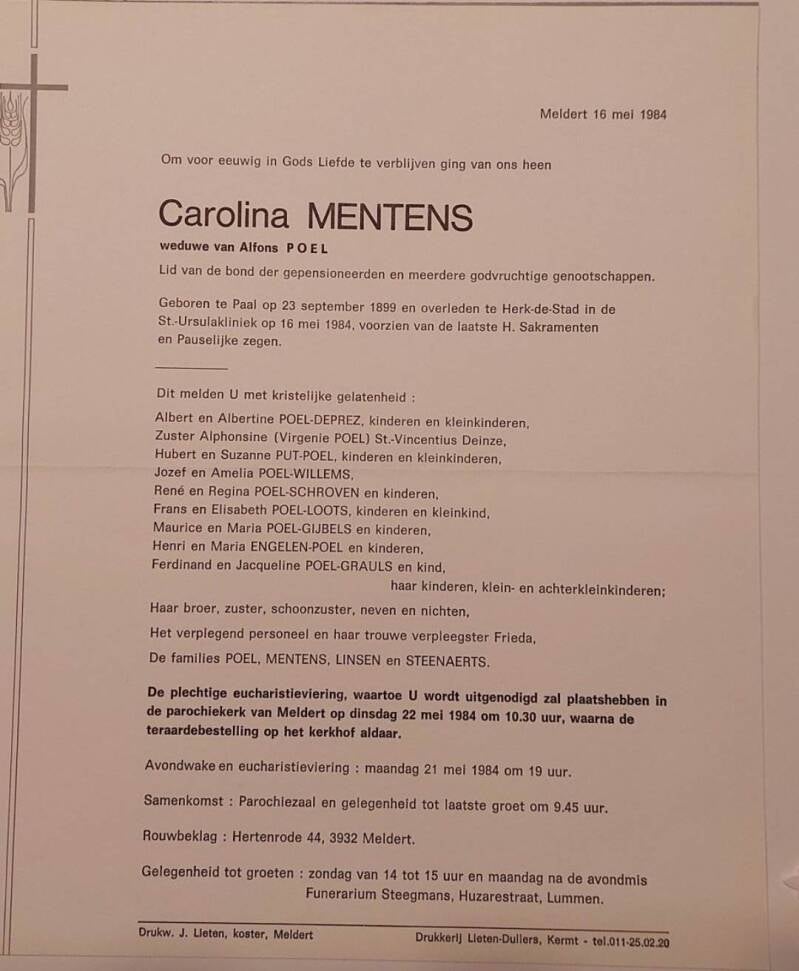 Meldert 16 mei 1984
Om voor eeuwig in Gods Liefde te verblijven ging van ons heen
Carolina MENTENS
weduwe van Alfons POEL
Lid van de bond der gepensioneerden en meerdere godvruchtige genootschappen.
Geboren te Paal op 23 september 1899 en overleden te Herk-de-Stad in de
St.-Ursulakliniek op 16 mei 1984, voorzien van de laatste H. Sakramenten
en Pauselijke zegen.
Dit melden U met kristelijke gelatenheid :
Albert en Albertine POEL-DEPREZ, kinderen en kleinkinderen,
Zuster Alphonsine (Virgenie POEL) St.-Vincentius Deinze,
Hubert en Suzanne PUT-POEL, kinderen en kleinkinderen,
Jozef en Amelia POEL-WILLEMS,
René en Regina POEL-SCHROVEN en kinderen,
Frans en Elisabeth POEL-LOOTS, kinderen en kleinkind,
Maurice en Maria POEL-GIJBELS en kinderen,
Henri en Maria ENGELEN-POEL en kinderen,
Ferdinand en Jacqueline POEL-GRAULS en kind,
haar kinderen, klein- en achterkleinkinderen;
Haar broer, zuster, schoonzuster, neven en nichten,
Het verplegend personeel en haar trouwe verpleegster Frieda,
De families POEL, MENTENS, LINSEN en STEENAERTS.
De plechtige eucharistieviering, waartoe U wordt uitgenodigd zal plaatshebben in
de parochiekerk van Meldert op dinsdag 22 mei 1984 om 10.30 uur, waarna de
teraardebestelling op het kerkhof aldaar.
Avondwake en eucharistieviering : maandag 21 mei 1984 om 19 uur.
Samenkomst : Parochiezaal en gelegenheid tot laatste groet om 9.45 uur.
Rouwbeklag : Hertenrode 44, 3932 Meldert.
Gelegenheid tot groeten : zondag van 14 tot 15 uur en maandag na de avondmis
Funerarium Steegmans, Huzarestraat, Lummen.
Drukw. J. Lieten, koster, Meldert
Drukkerij Lieten-Dullers, Kermt - tel.011-25.02.20